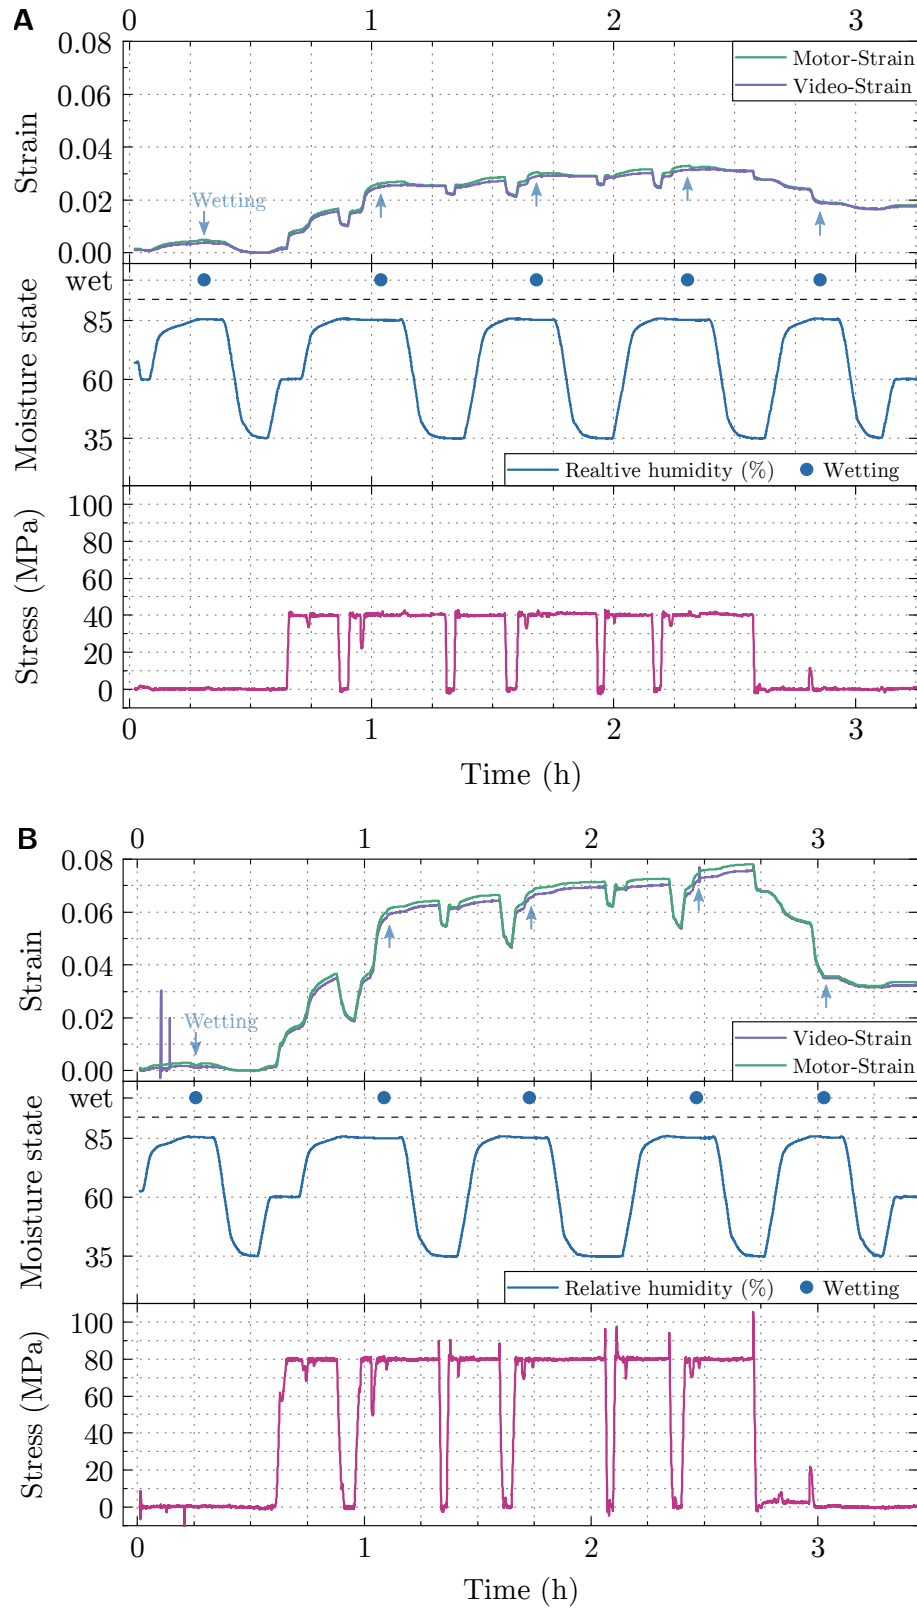 A
0 1 2 3
0.08
0.06
0.04
0.02
0.00
Strain
Motor-Strain
Video-Strain
Wetting
wet
85
60
35
Moisture state
Realtive humidity (%) Wetting
100
80
60
40
20
0
Stress (MPa)
0 1 2 3
Time (h)
B
0 1 2 3
0.08
0.06
0.04
0.02
0.00
Strain
Wetting
Video-Strain
Motor-Strain
wet
85
60
35
Moisture state
Relative humidity (%) Wetting
100
80
60
40
20
0
Stress (MPa)
0 1 2 3
Time (h)